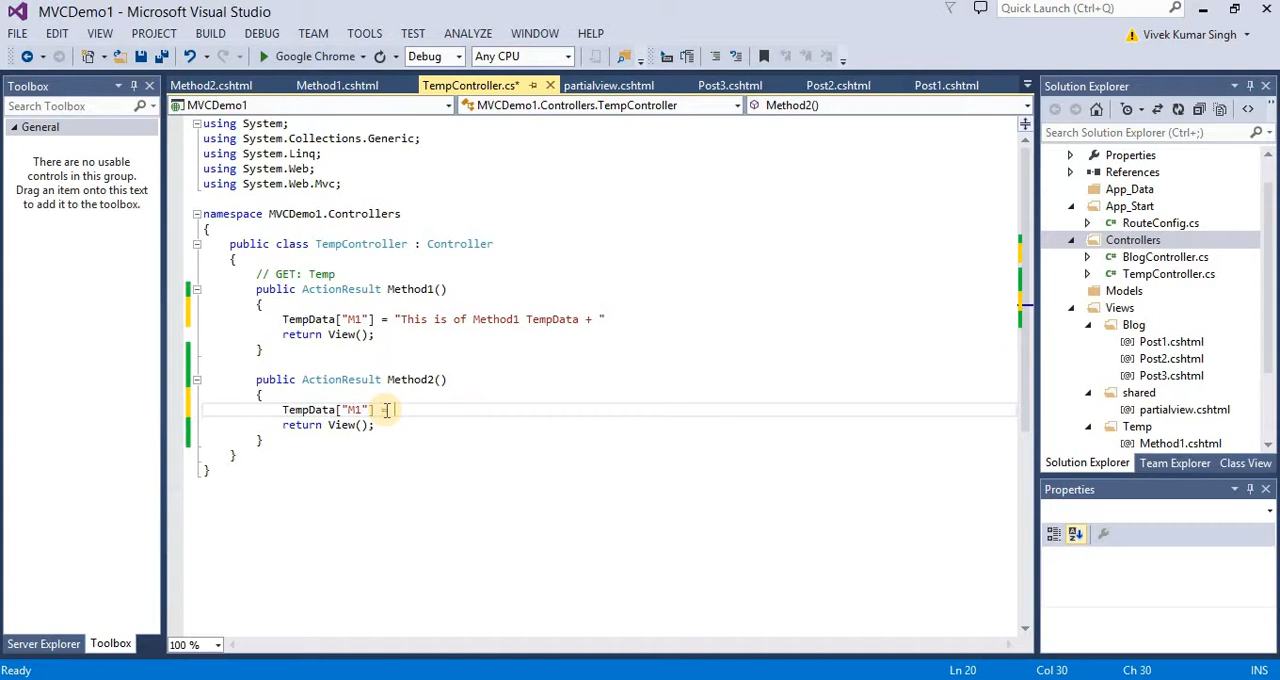 MVCDemo1 - Microsoft Visual Studio
Quick Launch (Ctrl+Q)
FILE EDIT VIEW PROJECT BUILD DEBUG TEAM TOOLS TEST ANALYZE WINDOW HELP
Vivek Kumar Singh
Google Chrome Debug Any CPU
Toolbox
Search Toolbox
General
There are no usable
controls in this group.
Drag an item onto this text
to add it to the toolbox.
Server Explorer Toolbox
Method2.cshtml Method1.cshtml TempController.cs* partialview.cshtml Post3.cshtml Post2.cshtml Post1.cshtml
MVCDemo1 MVCDemo1.Controllers.TempController Method2()
using System;
using System.Collections.Generic;
using System.Linq;
using System.Web;
using System.Web.Mvc;
namespace MVCDemo1.Controllers
{
public class TempController : Controller
{
// GET: Temp
public ActionResult Method1()
{
TempData["M1"] = "This is of Method1 TempData + "
return View();
}
public ActionResult Method2()
{
TempData["M1"] =
return View();
}
}
}
100 %
Solution Explorer
Search Solution Explorer (Ctrl+;)
Properties
References
App_Data
App_Start
RouteConfig.cs
Controllers
BlogController.cs
TempController.cs
Models
Views
Blog
Post1.cshtml
Post2.cshtml
Post3.cshtml
shared
partialview.cshtml
Temp
Method1.cshtml
Solution Explorer Team Explorer Class View
Properties
Ready Ln 20 Col 30 Ch 30 INS